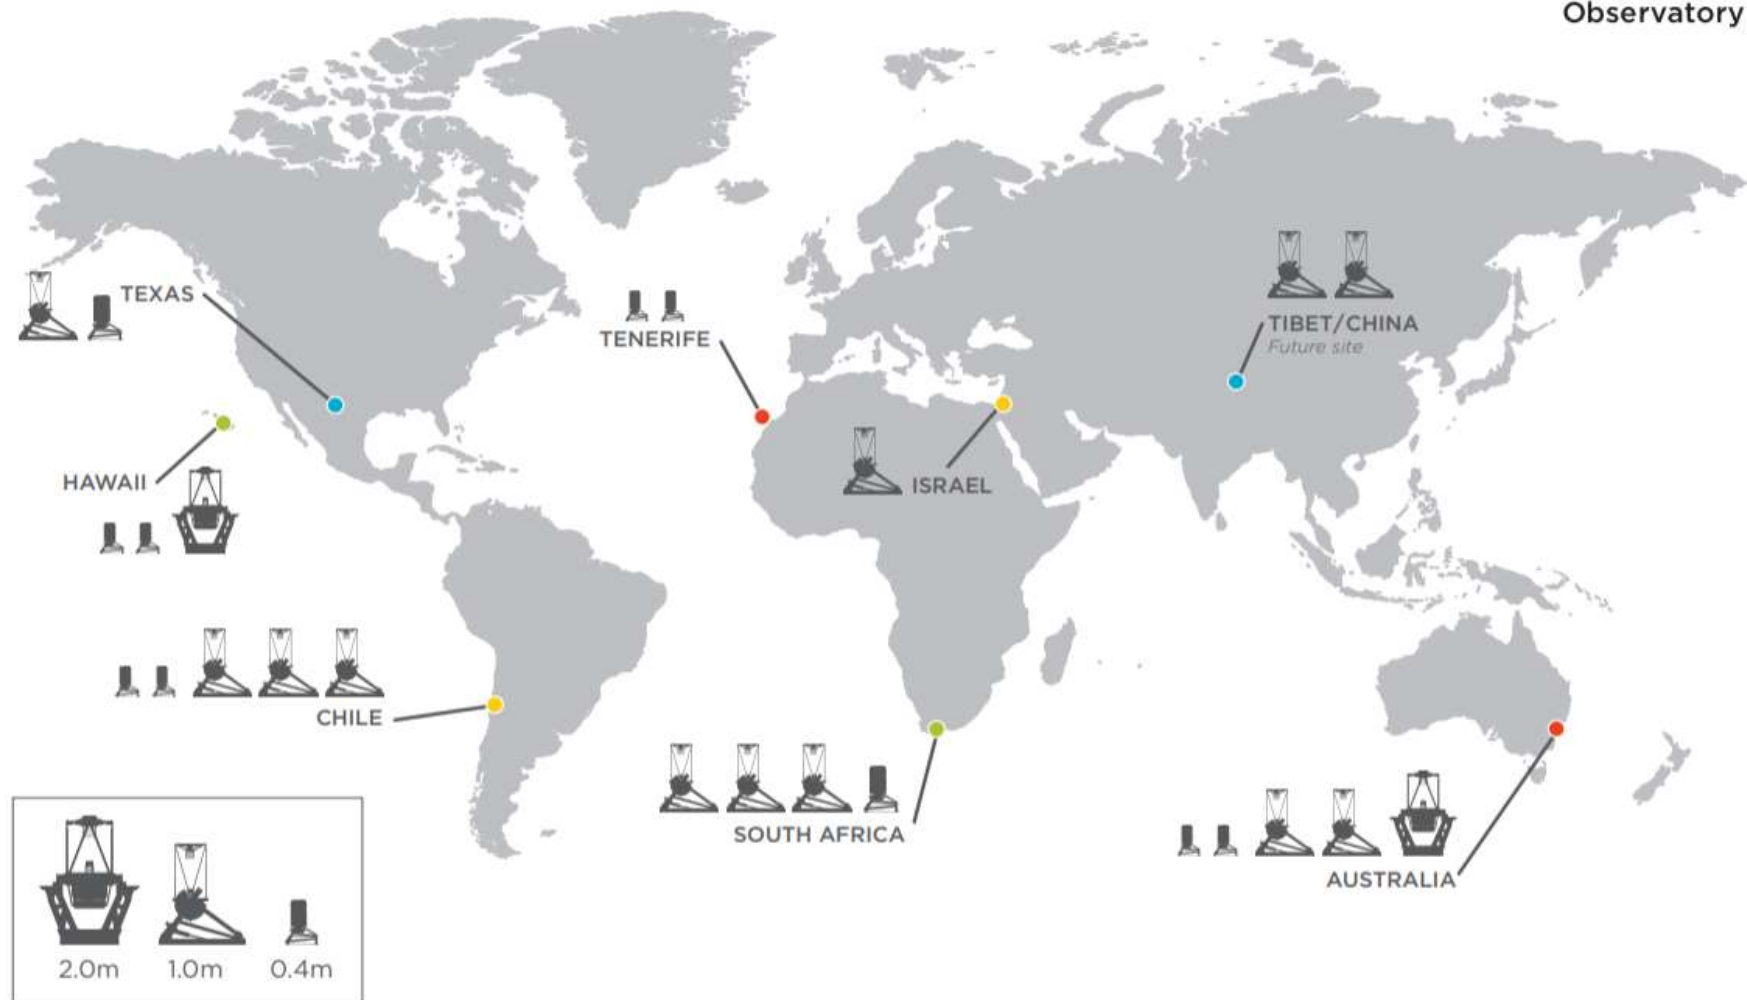 Observatory
TEXAS
TENERIFE
TIBET/CHINA
Future site
HAWAII
ISRAEL
CHILE
SOUTH AFRICA
AUSTRALIA
2.0m 1.0m 0.4m